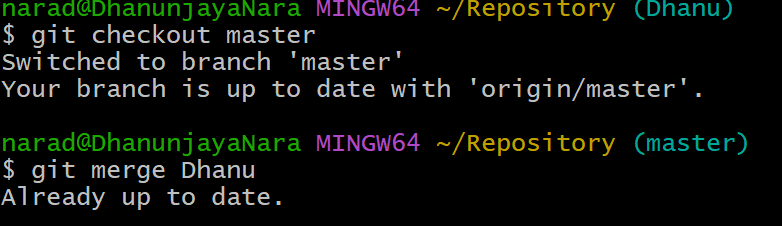 narad@DhanunjayaNara MINGW64 ~/Repository (Dhanu)
$ git checkout master
Switched to branch 'master'
Your branch is up to date with 'origin/master'.
narad@DhanunjayaNara MINGW64 ~/Repository (master)
$ git merge Dhanu
Already up to date.